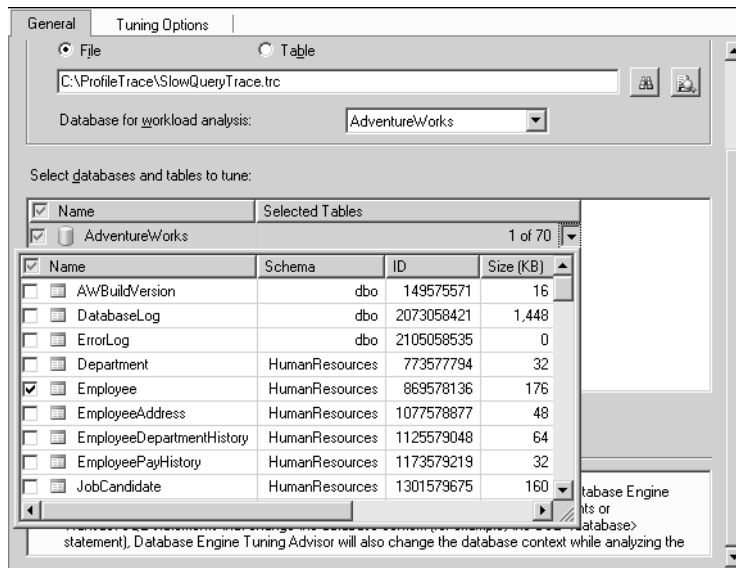 General Tuning Options
File Table
C:\ProfileTrace\SlowQueryTrace.trc
Database for workload analysis: AdventureWorks
Select databases and tables to tune:
Name Selected Tables
AdventureWorks 1 of 70
Name Schema ID Size (KB)
AWBuildVersion dbo 149575571 16
DatabaseLog dbo 2073058421 1,448
ErrorLog dbo 2105058535 0
Department HumanResources 773577794 32
Employee HumanResources 869578136 176
EmployeeAddress HumanResources 1077578877 48
EmployeeDepartmentHistory HumanResources 1125579048 64
EmployeePayHistory HumanResources 1173579219 32
JobCandidate HumanResources 1301579675 160
tabase Engine
nts or
database>
statement), Database Engine Tuning Advisor will also change the database context while analyzing the